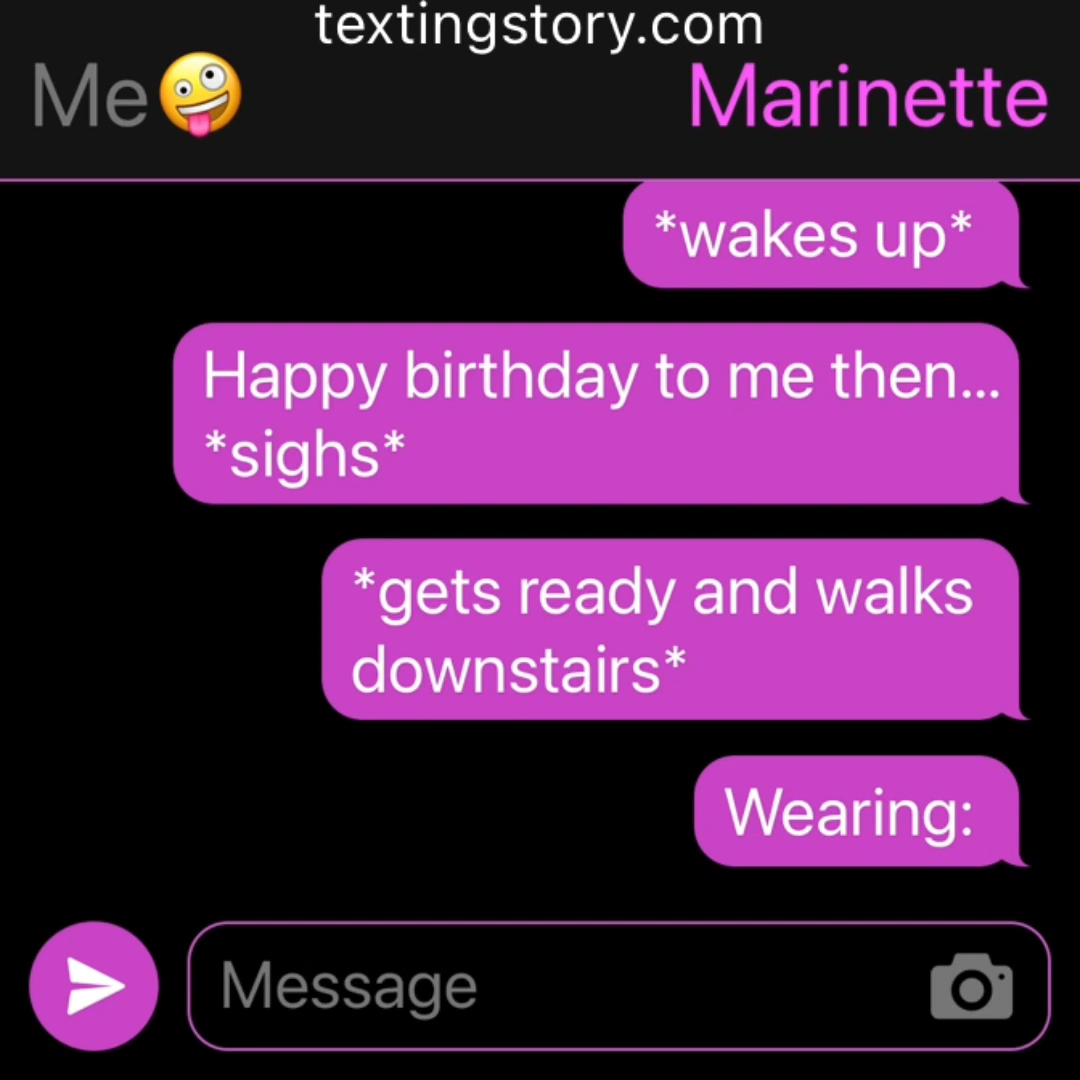 textingstory.com
Me🤪 Marinette
*wakes up*
Happy birthday to me then...
*sighs*
*gets ready and walks
downstairs*
Wearing:
Message